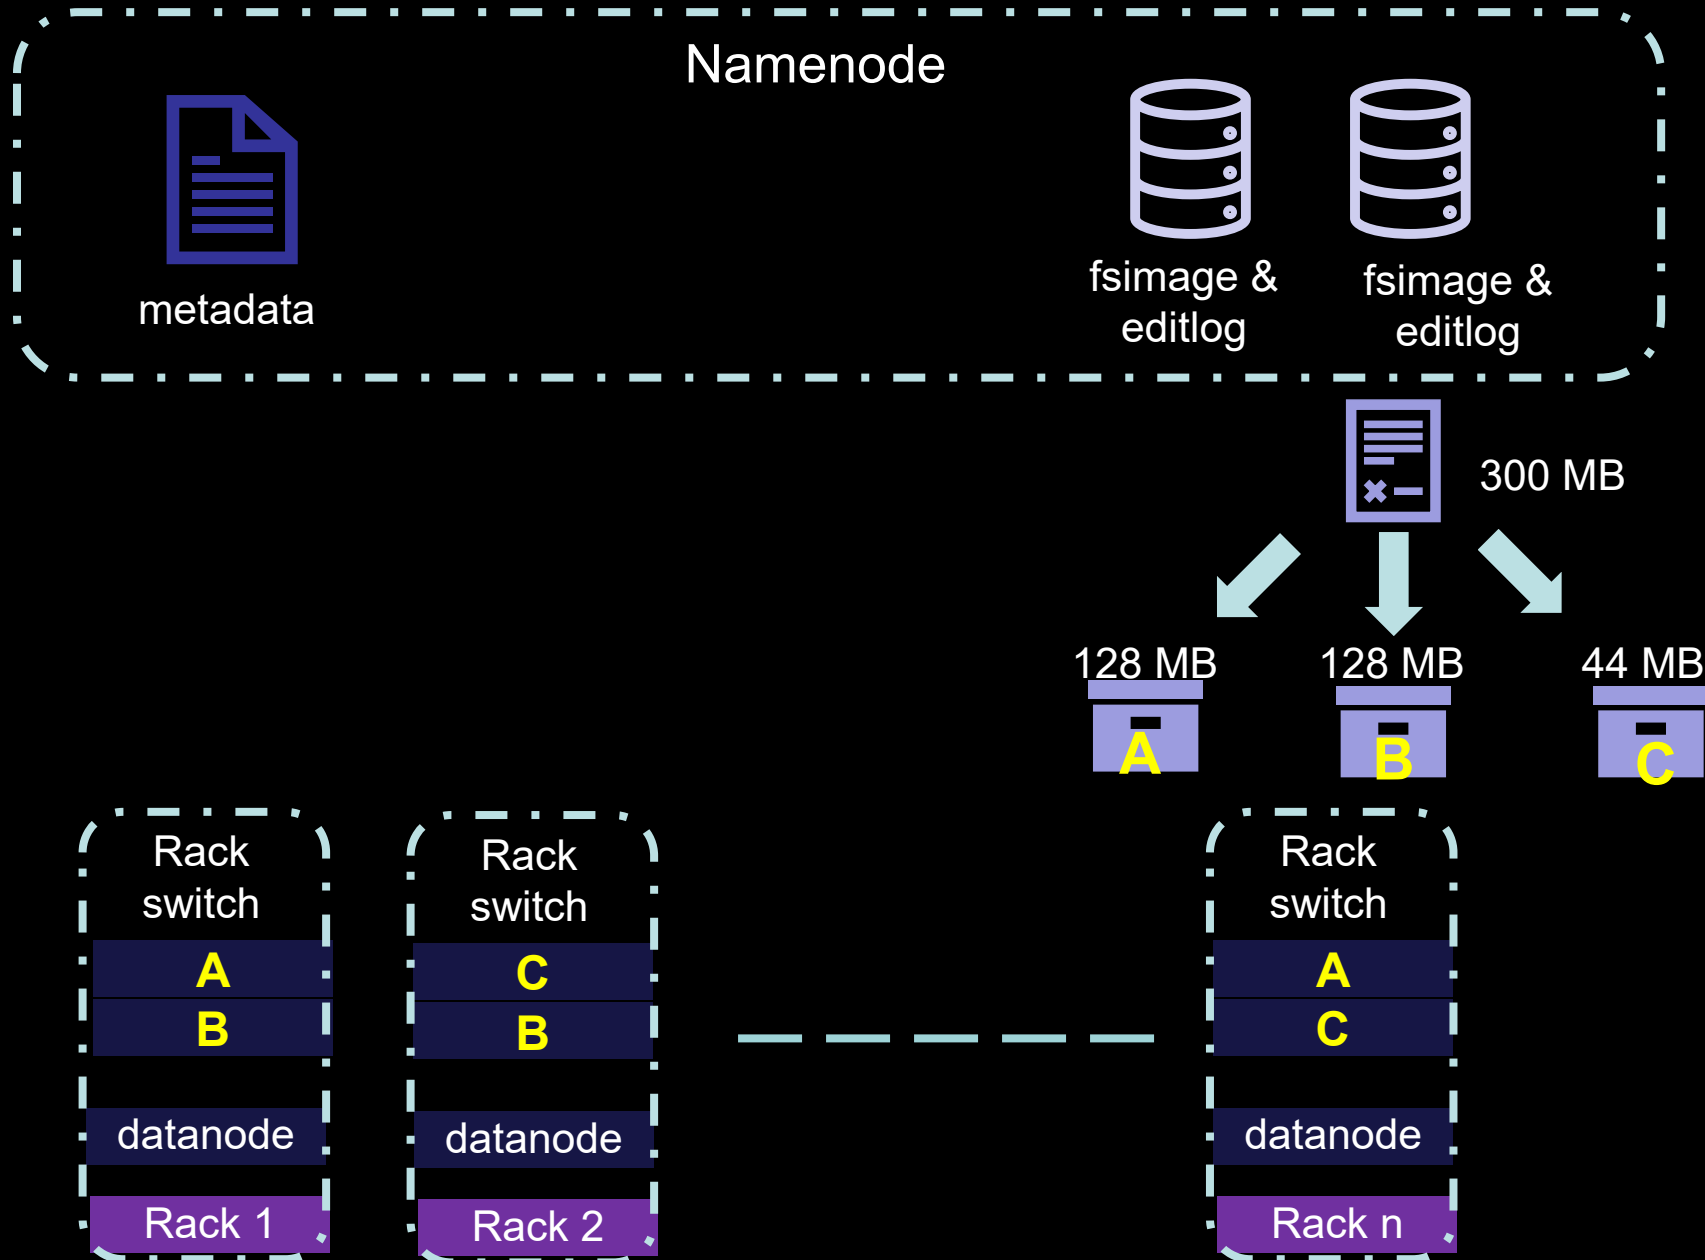 Namenode
metadata
fsimage &
editlog
fsimage &
editlog
300 MB
128 MB
128 MB
44 MB
A
B
C
Rack
switch
A
B
datanode
Rack 1
Rack
switch
C
B
datanode
Rack 2
Rack
switch
A
C
datanode
Rack n